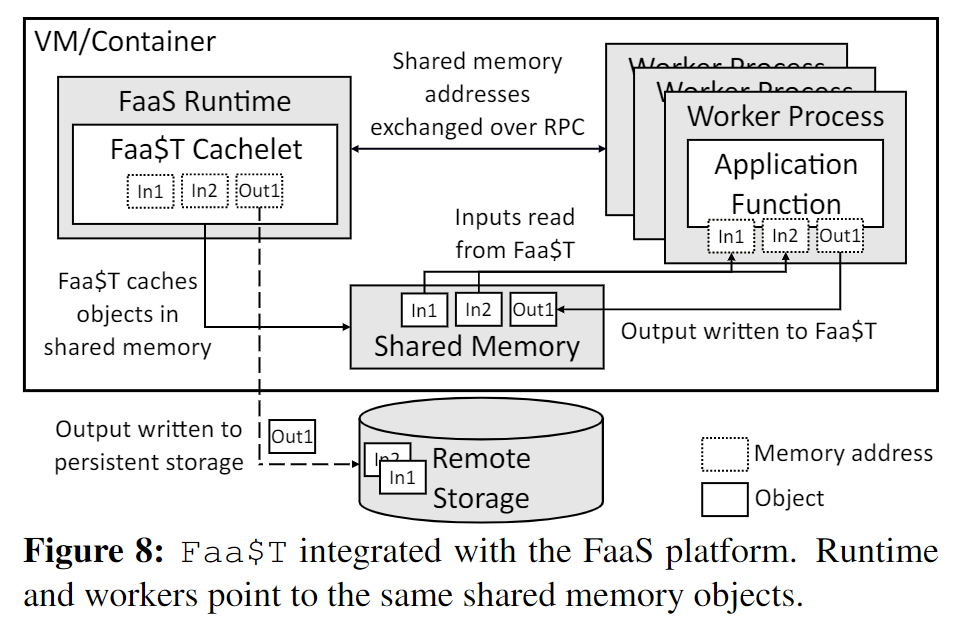 VM/Container
FaaS Runtime
Faa$T Cachelet
In1
In2
Out1
Shared memory
addresses
exchanged over RPC
Worker Process
Worker Process
Worker Process
Application
Function
In1
In2
Out1
Inputs read
from Faa$T
Faa$T caches
objects in
shared memory
In1
In2
Out1
Shared Memory
Output written to Faa$T
Output written to
persistent storage
Out1
In2
In1
Remote
Storage
Memory address
Object
Figure 8: Faa$T integrated with the FaaS platform. Runtime
and workers point to the same shared memory objects.